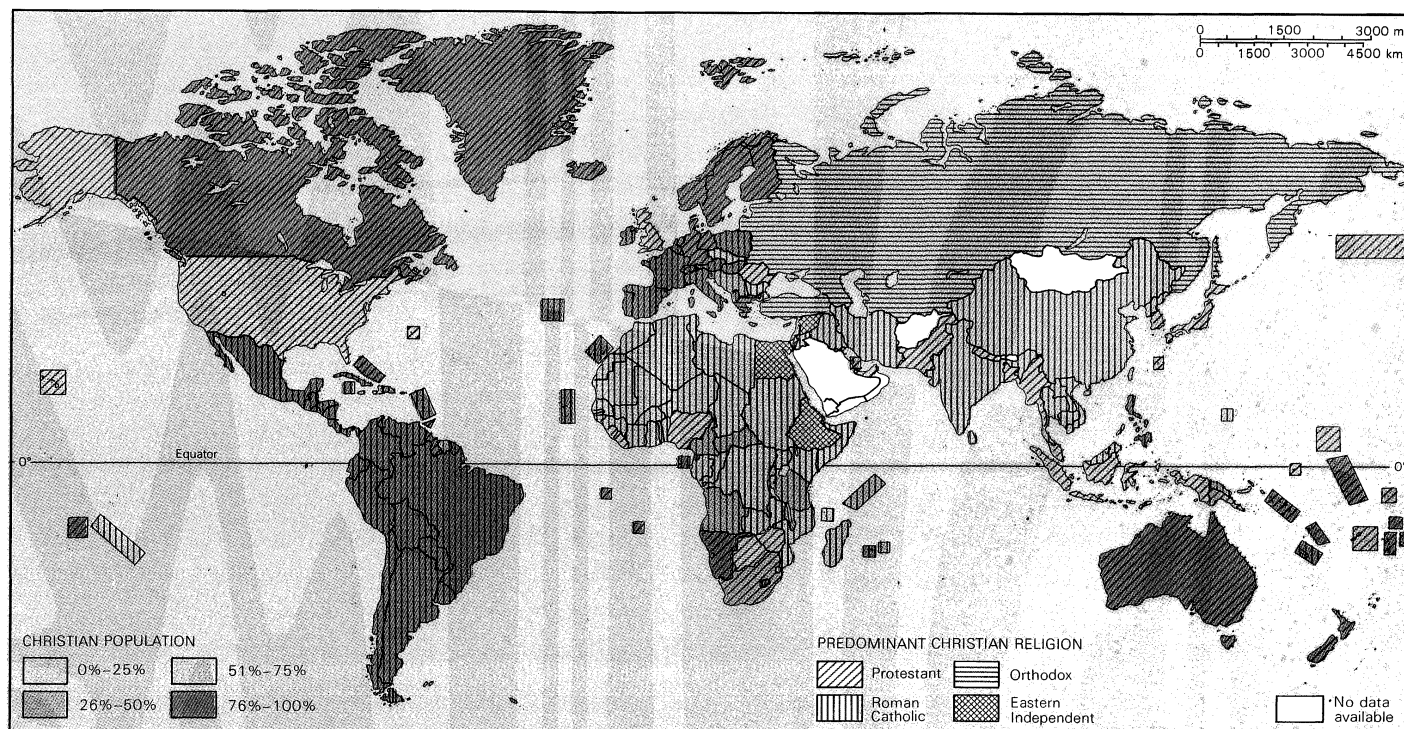 0 1500 3000 m
0 1500 3000 4500 km
Equator
0°
0°
CHRISTIAN POPULATION
0%–25%
51%–75%
26%–50%
76%–100%
PREDOMINANT CHRISTIAN RELIGION
Protestant
Orthodox
Roman
Catholic
Eastern
Independent
No data
available